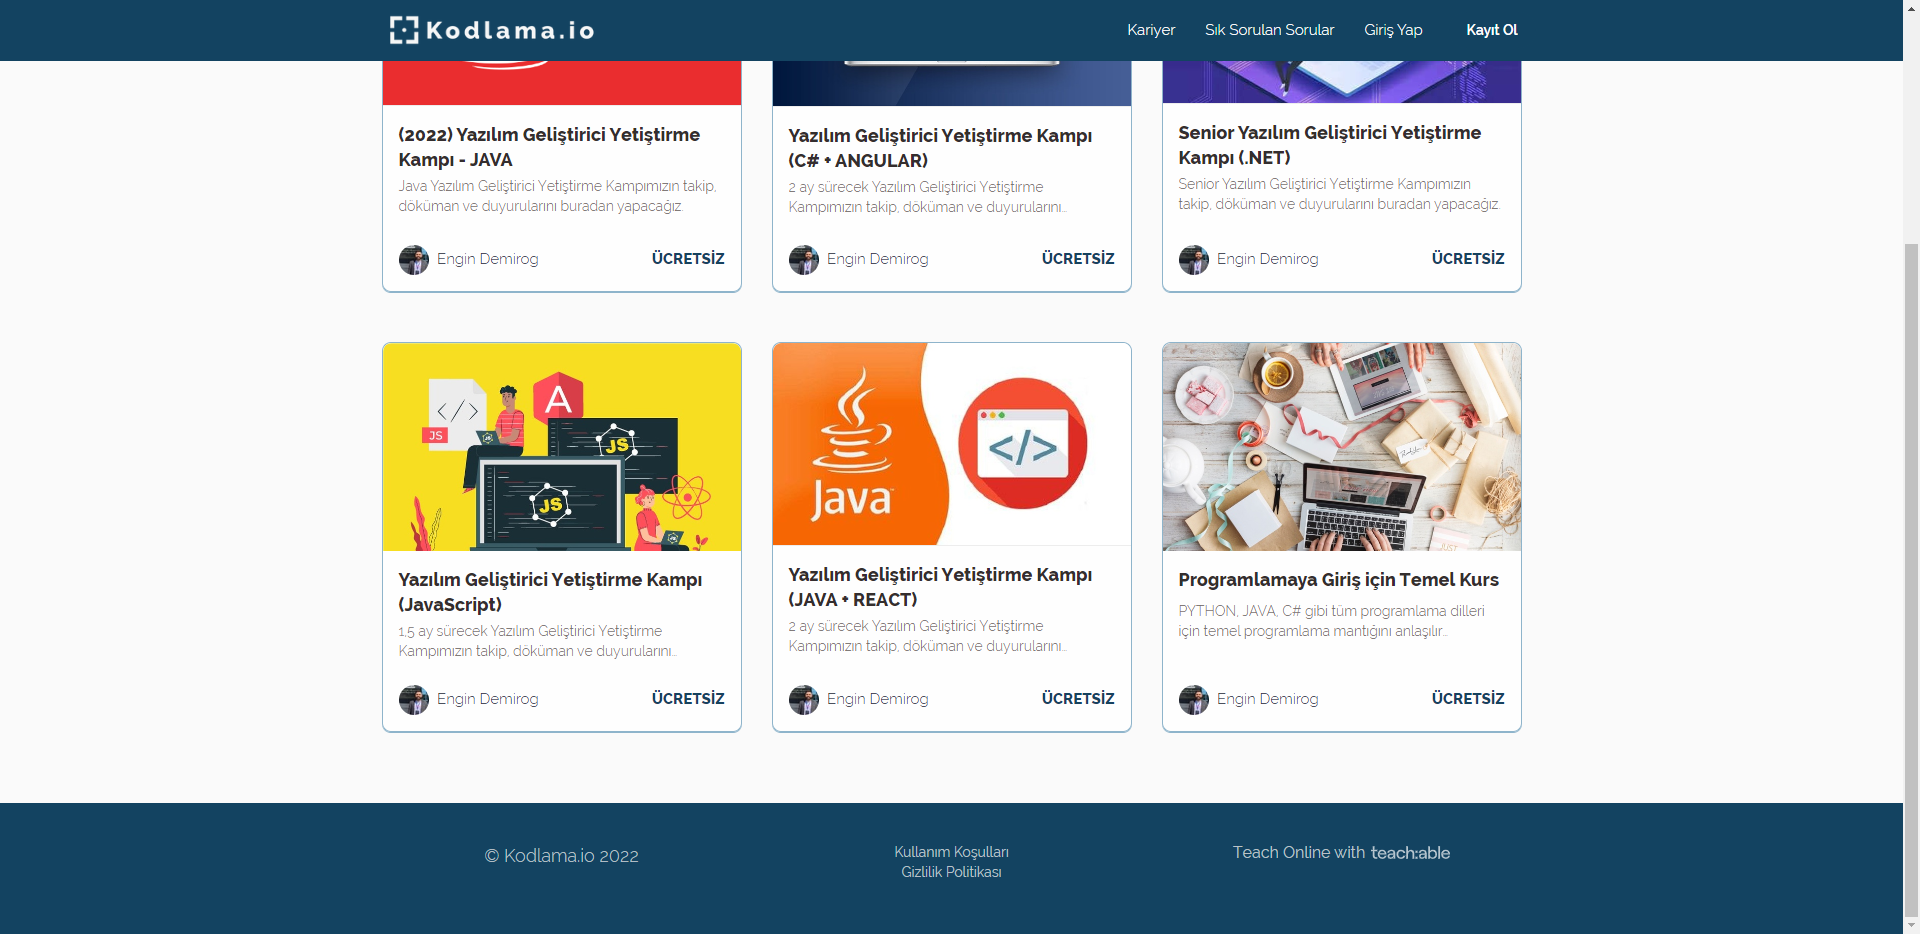 Kodlama.io
Kariyer
Sık Sorulan Sorular
Giriş Yap
Kayıt Ol
(2022) Yazılım Geliştirici Yetiştirme
Kampı - JAVA
Java Yazılım Geliştirici Yetiştirme Kampımızın takip,
döküman ve duyurularını buradan yapacağız.
Engin Demirog
ÜCRETSİZ
Yazılım Geliştirici Yetiştirme Kampı
(C# + ANGULAR)
2 ay sürecek Yazılım Geliştirici Yetiştirme
Kampımızın takip, döküman ve duyurularını...
Engin Demirog
ÜCRETSİZ
Senior Yazılım Geliştirici Yetiştirme
Kampı (.NET)
Senior Yazılım Geliştirici Yetiştirme Kampımızın
takip, döküman ve duyurularını buradan yapacağız.
Engin Demirog
ÜCRETSİZ
</>
A
JS
JS
JS
Yazılım Geliştirici Yetiştirme Kampı
(JavaScript)
1,5 ay sürecek Yazılım Geliştirici Yetiştirme
Kampımızın takip, döküman ve duyurularını...
Engin Demirog
ÜCRETSİZ
Java
</>
Yazılım Geliştirici Yetiştirme Kampı
(JAVA + REACT)
2 ay sürecek Yazılım Geliştirici Yetiştirme
Kampımızın takip, döküman ve duyurularını...
Engin Demirog
ÜCRETSİZ
Programlamaya Giriş için Temel Kurs
PYTHON, JAVA, C# gibi tüm programlama dilleri
için temel programlama mantığını anlaşılır...
Engin Demirog
ÜCRETSİZ
© Kodlama.io 2022
Kullanım Koşulları
Gizlilik Politikası
Teach Online with teach:able